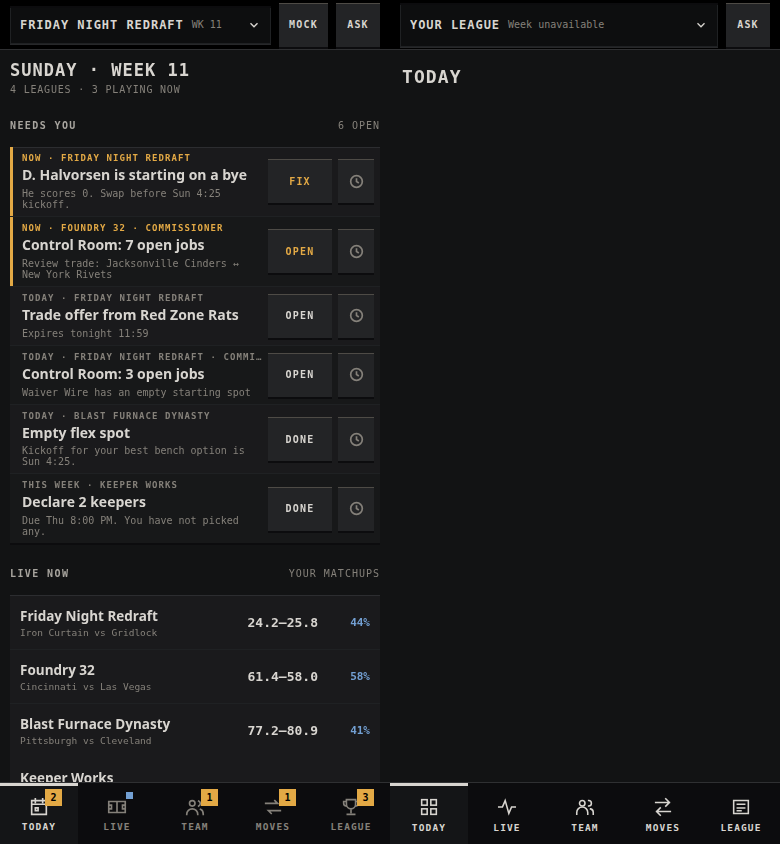 FRIDAY NIGHT REDRAFT WK 11
MOCK
ASK
SUNDAY · WEEK 11
4 LEAGUES · 3 PLAYING NOW
NEEDS YOU
6 OPEN
NOW · FRIDAY NIGHT REDRAFT
D. Halvorsen is starting on a bye
He scores 0. Swap before Sun 4:25
kickoff.
FIX
NOW · FOUNDRY 32 · COMMISSIONER
Control Room: 7 open jobs
Review trade: Jacksonville Cinders ↔
New York Rivets
OPEN
TODAY · FRIDAY NIGHT REDRAFT
Trade offer from Red Zone Rats
Expires tonight 11:59
OPEN
TODAY · FRIDAY NIGHT REDRAFT · COMMI…
Control Room: 3 open jobs
Waiver Wire has an empty starting spot
OPEN
TODAY · BLAST FURNACE DYNASTY
Empty flex spot
Kickoff for your best bench option is
Sun 4:25.
DONE
THIS WEEK · KEEPER WORKS
Declare 2 keepers
Due Thu 8:00 PM. You have not picked
any.
DONE
LIVE NOW
YOUR MATCHUPS
Friday Night Redraft
Iron Curtain vs Gridlock
24.2–25.8
44%
Foundry 32
Cincinnati vs Las Vegas
61.4–58.0
58%
Blast Furnace Dynasty
Pittsburgh vs Cleveland
77.2–80.9
41%
Keeper Works
2
TODAY
LIVE
1
TEAM
1
MOVES
3
LEAGUE
YOUR LEAGUE Week unavailable
ASK
TODAY
TODAY
LIVE
TEAM
MOVES
LEAGUE